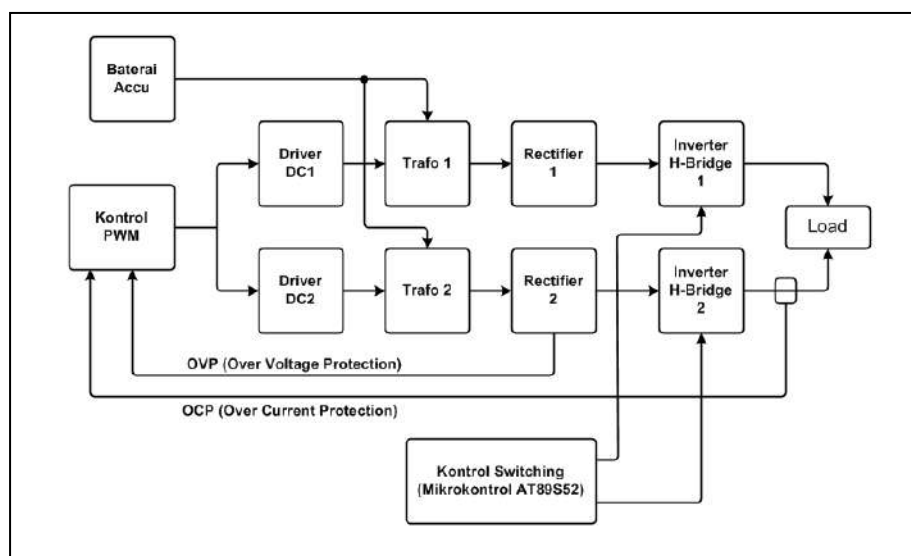 Baterai
Accu
Driver
DC1
Trafo 1
Rectifier
1
Inverter
H-Bridge
1
Kontrol
PWM
Load
Driver
DC2
Trafo 2
Rectifier
2
Inverter
H-Bridge
2
OVP (Over Voltage Protection)
OCP (Over Current Protection)
Kontrol Switching
(Mikrokontrol AT89S52)